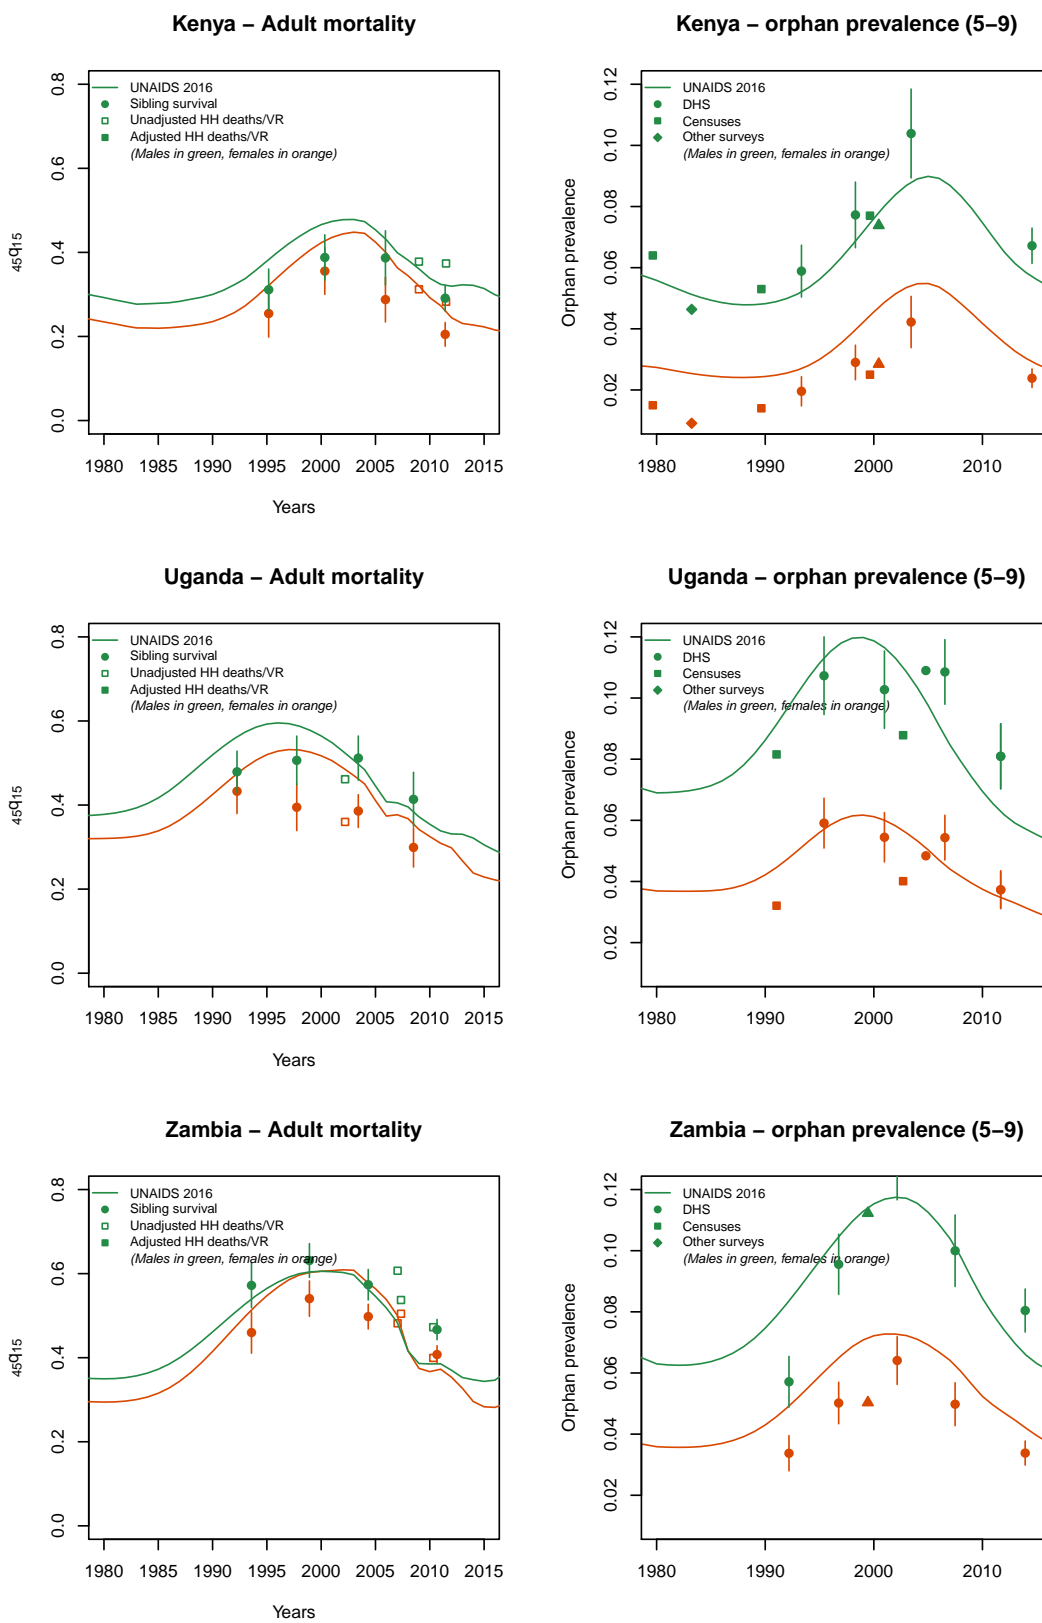 Kenya – Adult mortality
0.8
0.6
0.4
0.2
0.0
45q15
UNAIDS 2016
Sibling survival
Unadjusted HH deaths/VR
Adjusted HH deaths/VR
(Males in green, females in orange)
1980 1985 1990 1995 2000 2005 2010 2015
Years
Kenya – orphan prevalence (5–9)
0.12
0.10
0.08
0.06
0.04
0.02
Orphan prevalence
UNAIDS 2016
DHS
Censuses
Other surveys
(Males in green, females in orange)
1980 1990 2000 2010
Uganda – Adult mortality
0.8
0.6
0.4
0.2
0.0
45q15
UNAIDS 2016
Sibling survival
Unadjusted HH deaths/VR
Adjusted HH deaths/VR
(Males in green, females in orange)
1980 1985 1990 1995 2000 2005 2010 2015
Years
Uganda – orphan prevalence (5–9)
0.12
0.10
0.08
0.06
0.04
0.02
Orphan prevalence
UNAIDS 2016
DHS
Censuses
Other surveys
(Males in green, females in orange)
1980 1990 2000 2010
Zambia – Adult mortality
0.8
0.6
0.4
0.2
0.0
45q15
UNAIDS 2016
Sibling survival
Unadjusted HH deaths/VR
Adjusted HH deaths/VR
(Males in green, females in orange)
1980 1985 1990 1995 2000 2005 2010 2015
Years
Zambia – orphan prevalence (5–9)
0.12
0.10
0.08
0.06
0.04
0.02
Orphan prevalence
UNAIDS 2016
DHS
Censuses
Other surveys
(Males in green, females in orange)
1980 1990 2000 2010